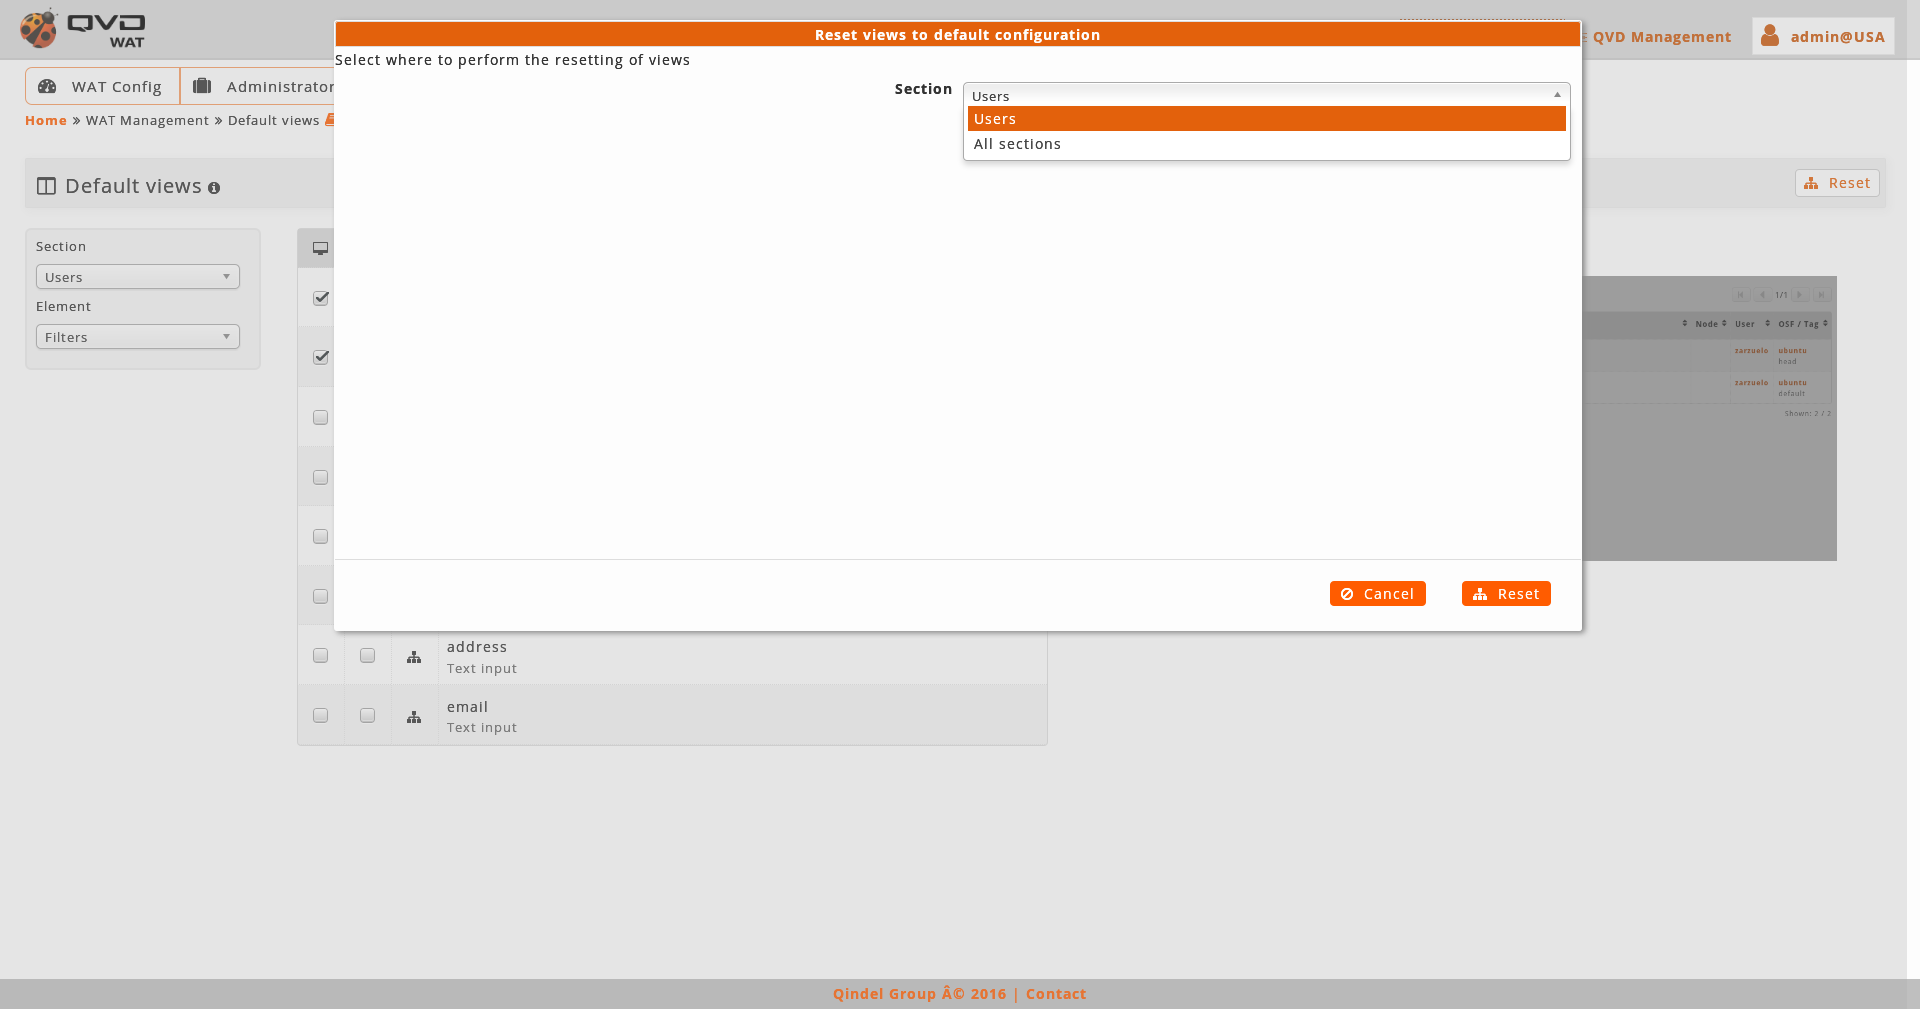 QVD
WAT
Reset views to default configuration
QVD Management
admin@USA
Select where to perform the resetting of views
WAT Config
Administrator
Section
Users
Users
All sections
Home » WAT Management » Default views
Default views
Reset
Section
Users
Element
Filters
1/1
Node
User
OSF / Tag
zarzuelo
ubuntu
head
zarzuelo
ubuntu
default
Shown: 2 / 2
Cancel
Reset
address
Text input
email
Text input
Qindel Group Â© 2016 | Contact